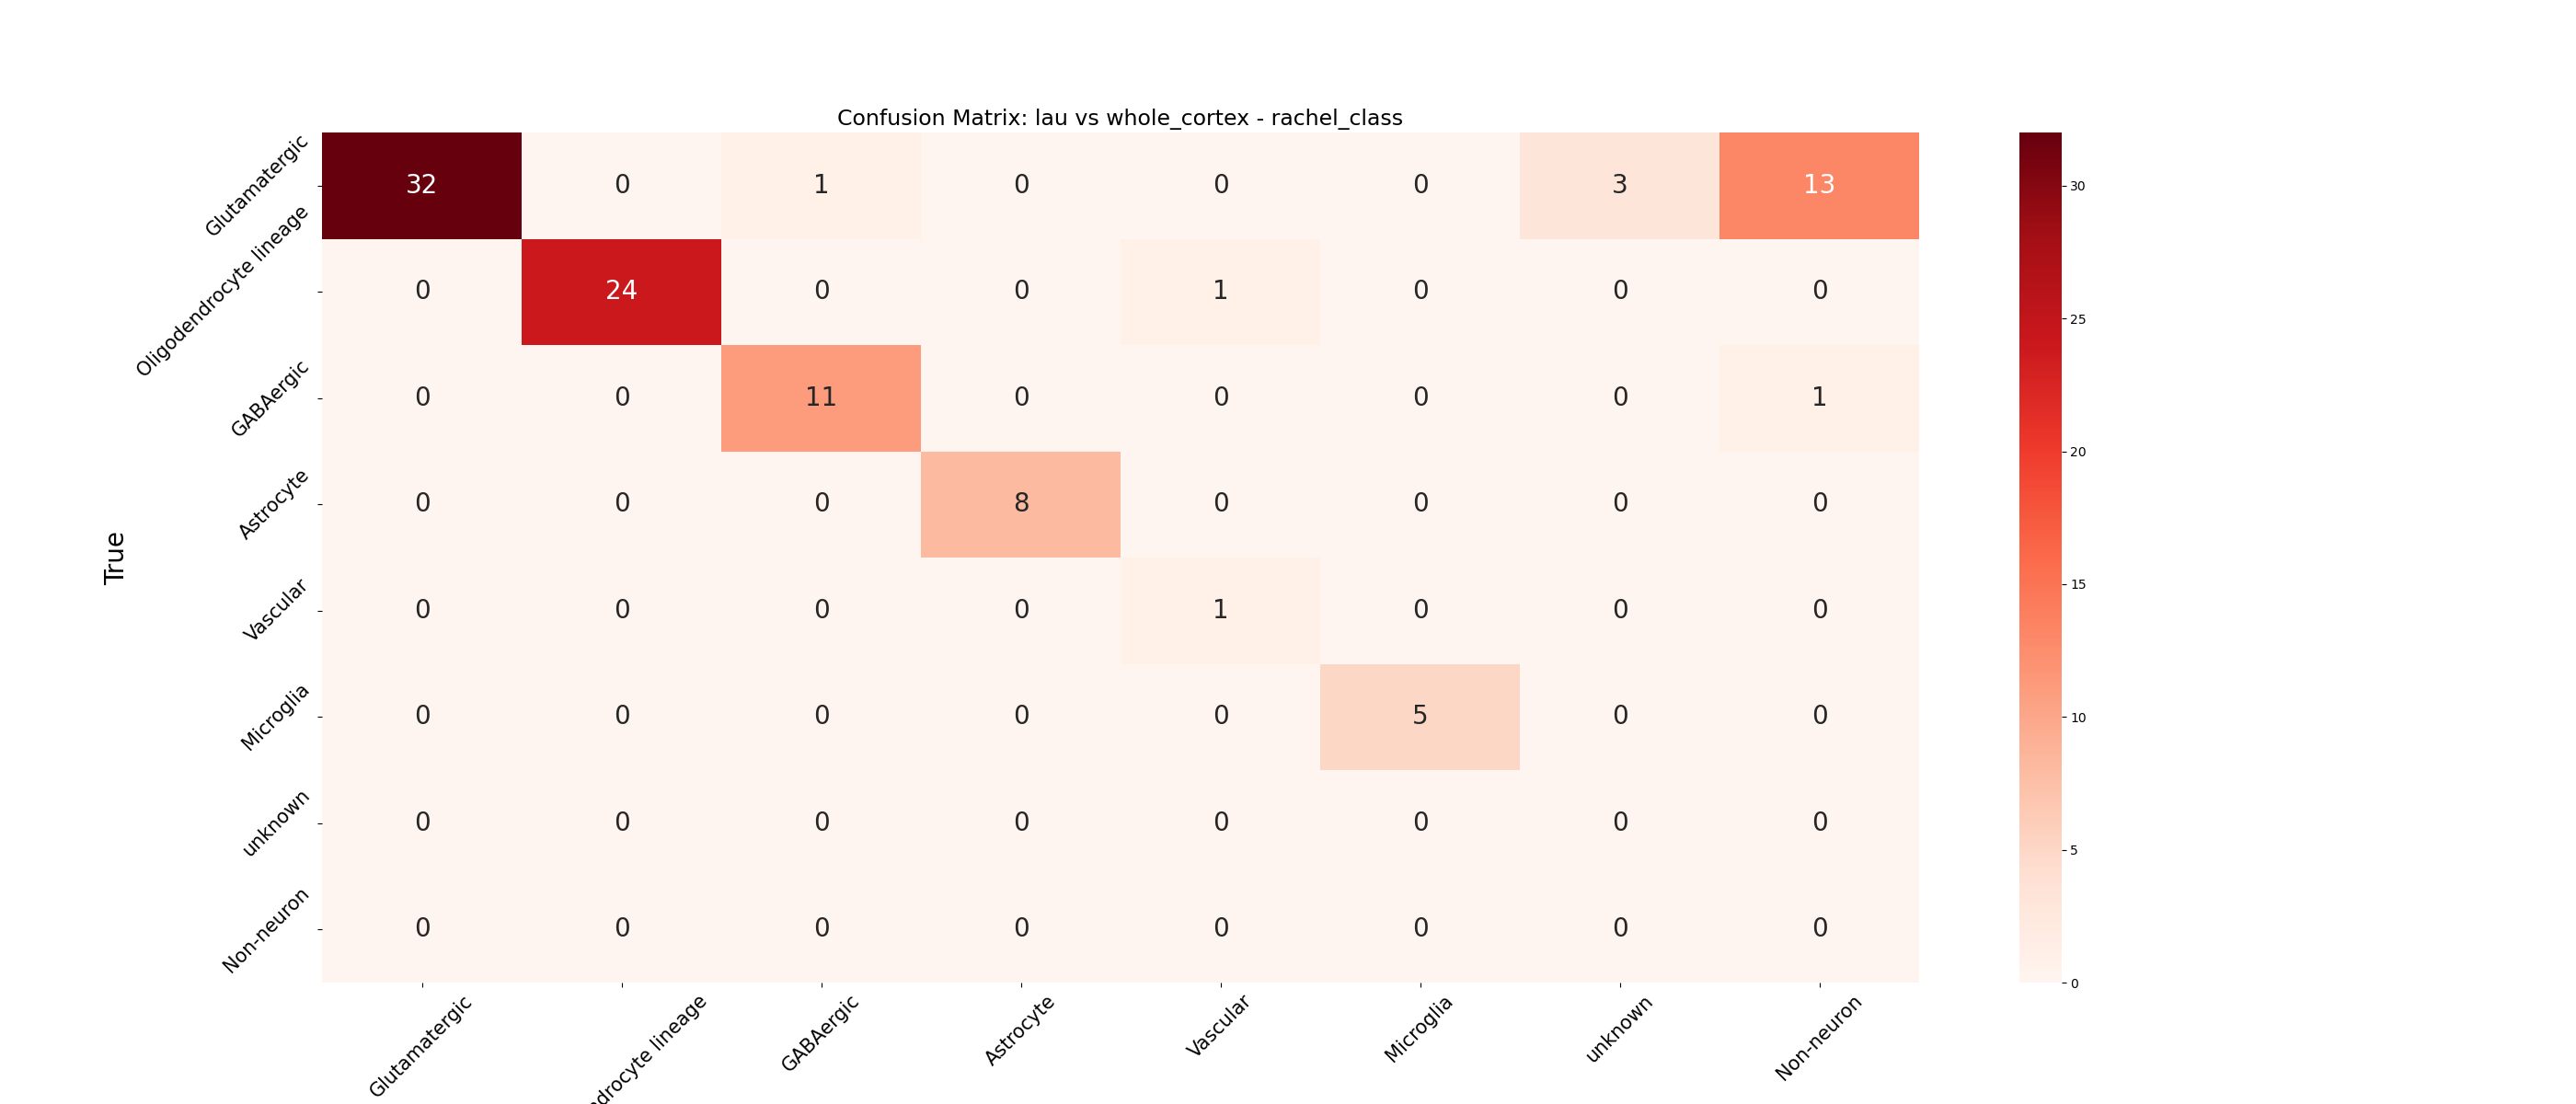 Confusion Matrix: lau vs whole_cortex - rachel_class
Glutamatergic 32 0 1 0 0 0 3 13
Oligodendrocyte lineage 0 24 0 0 1 0 0 0
GABAergic 0 0 11 0 0 0 0 1
Astrocyte 0 0 0 8 0 0 0 0
Vascular 0 0 0 0 1 0 0 0
Microglia 0 0 0 0 0 5 0 0
unknown 0 0 0 0 0 0 0 0
Non-neuron 0 0 0 0 0 0 0 0
True
Glutamatergic
lineage
GABAergic
Astrocyte
Vascular
Microglia
unknown
Non-neuron
30
25
20
15
10
5
0